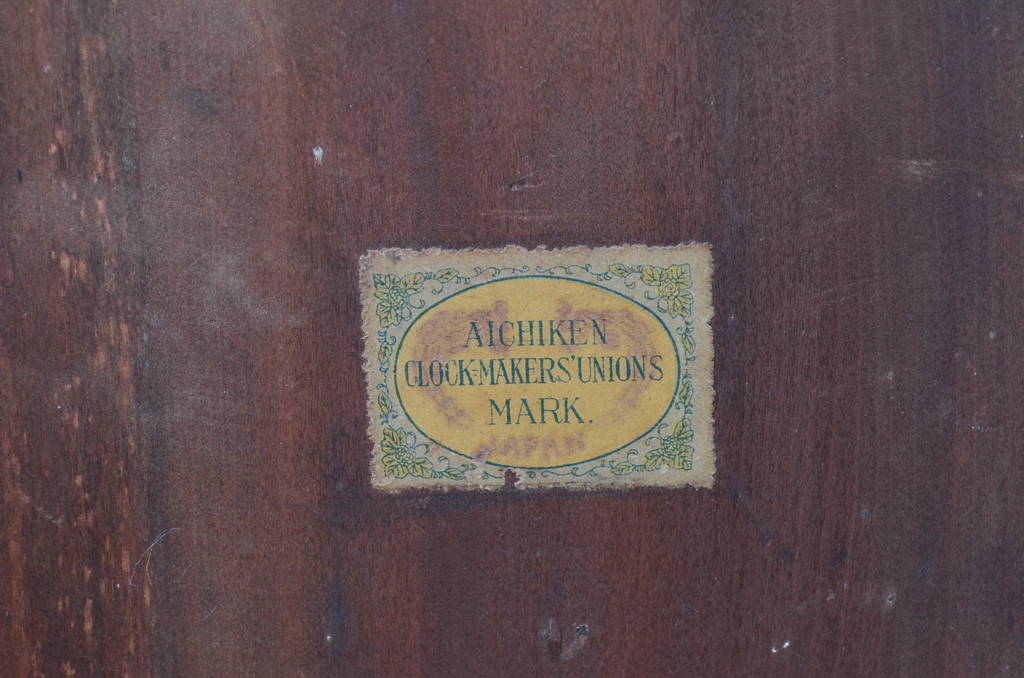 AICHIKEN
CLOCK-MAKERS' UNIONS
MARK.
JAPAN